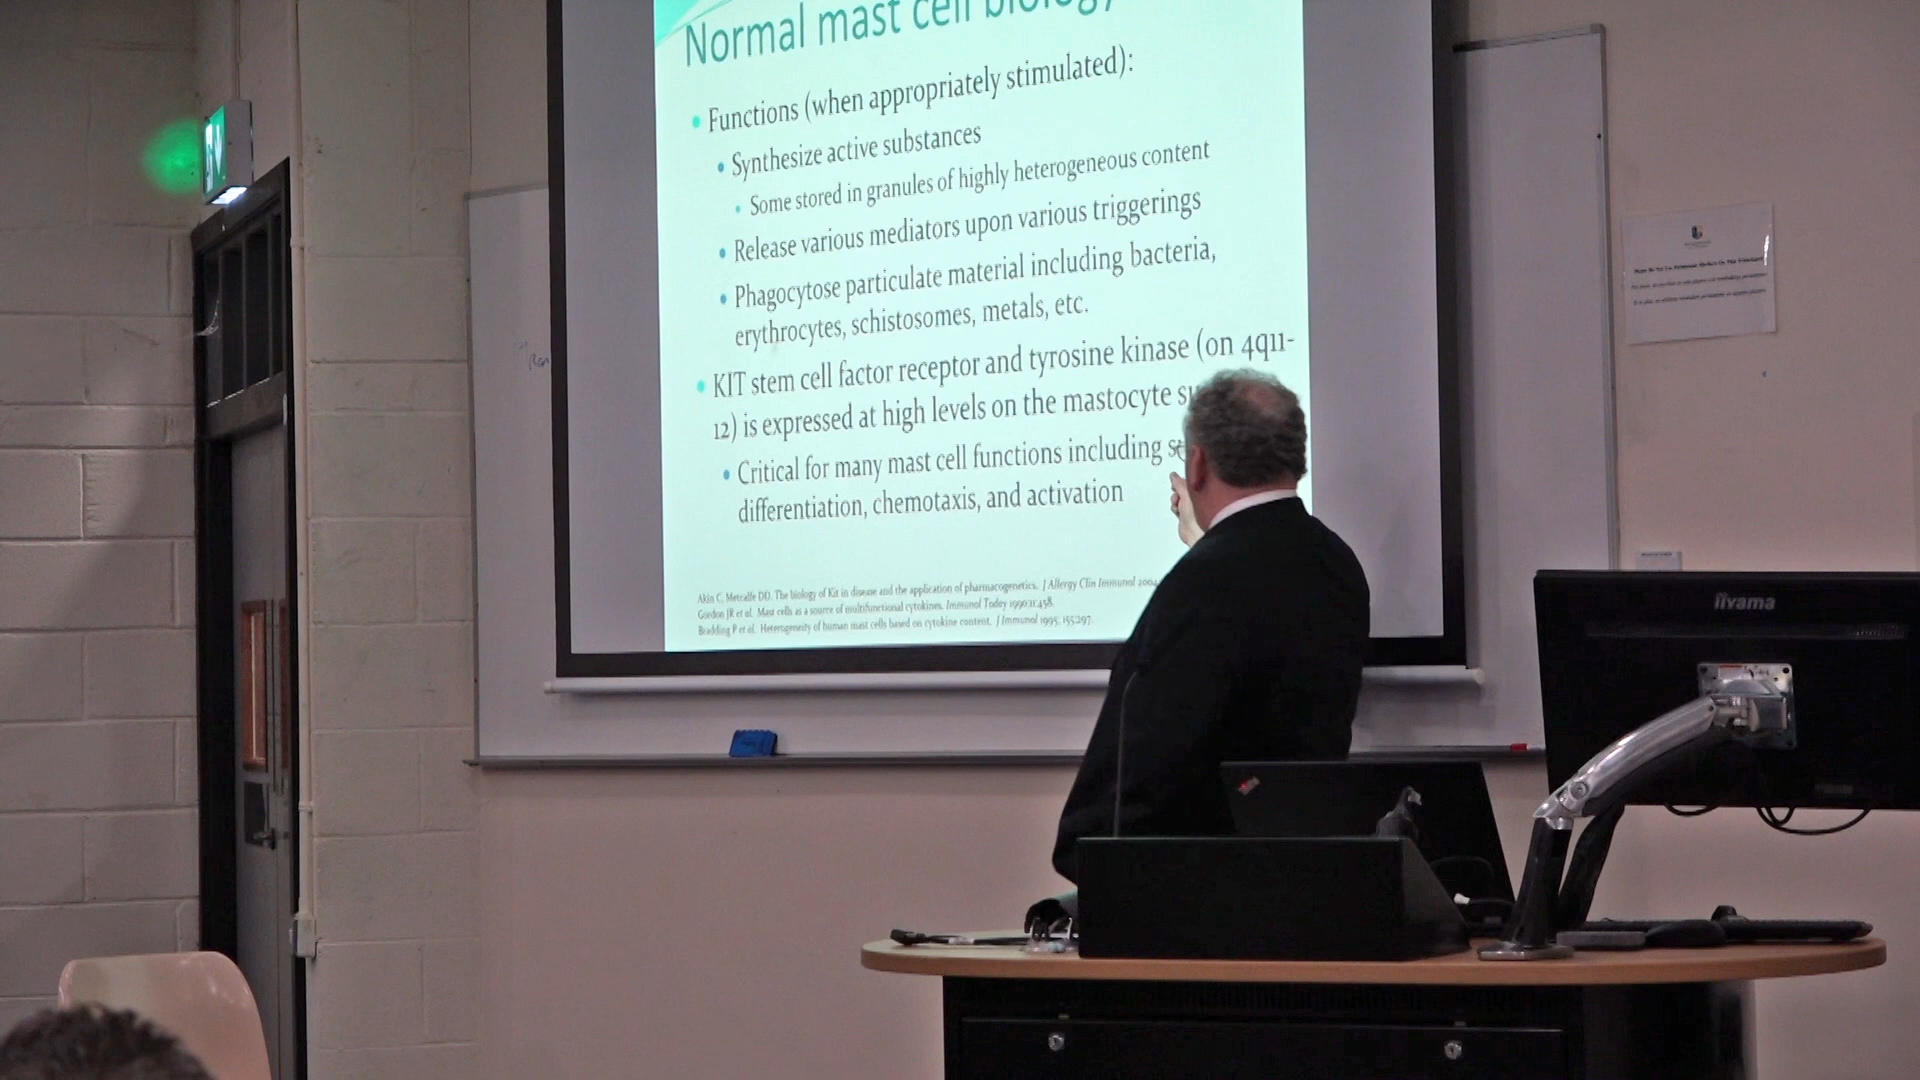 Normal mast cell biology
• Functions (when appropriately stimulated):
• Synthesize active substances
• Some stored in granules of highly heterogeneous content
• Release various mediators upon various triggerings
• Phagocytose particulate material including bacteria,
erythrocytes, schistosomes, metals, etc.
• KIT stem cell factor receptor and tyrosine kinase (on 4q11-
12) is expressed at high levels on the mastocyte
• Critical for many mast cell functions including
differentiation, chemotaxis, and activation
Akin C, Metcalfe DD. The biology of Kit in disease and the application of pharmacogenetics. J Allergy Clin Immunol 2004
Gordon JR et al. Mast cells as a source of multifunctional cytokines. Immunol Today 1990;11:458.
Bradding P et al. Heterogeneity of human mast cells based on cytokine content. J Immunol 1995; 155:297.
iiyama